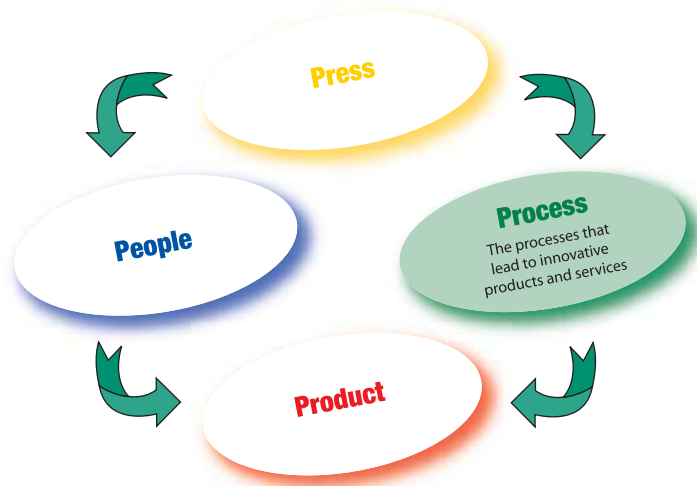 Press
People
Process
The processes that
lead to innovative
products and services
Product